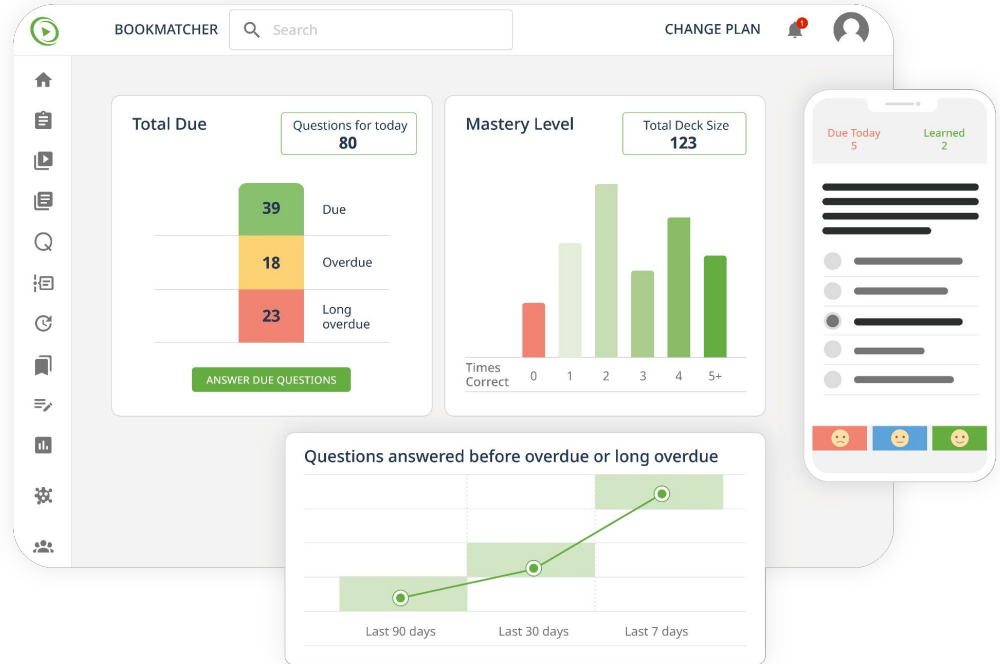 BOOKMATCHER
Search
CHANGE PLAN
1
Total Due
Questions for today
80
39
Due
18
Overdue
23
Long
overdue
ANSWER DUE QUESTIONS
Mastery Level
Total Deck Size
123
Times
Correct
0 1 2 3 4 5+
Due Today
5
Learned
2
Questions answered before overdue or long overdue
Last 90 days
Last 30 days
Last 7 days